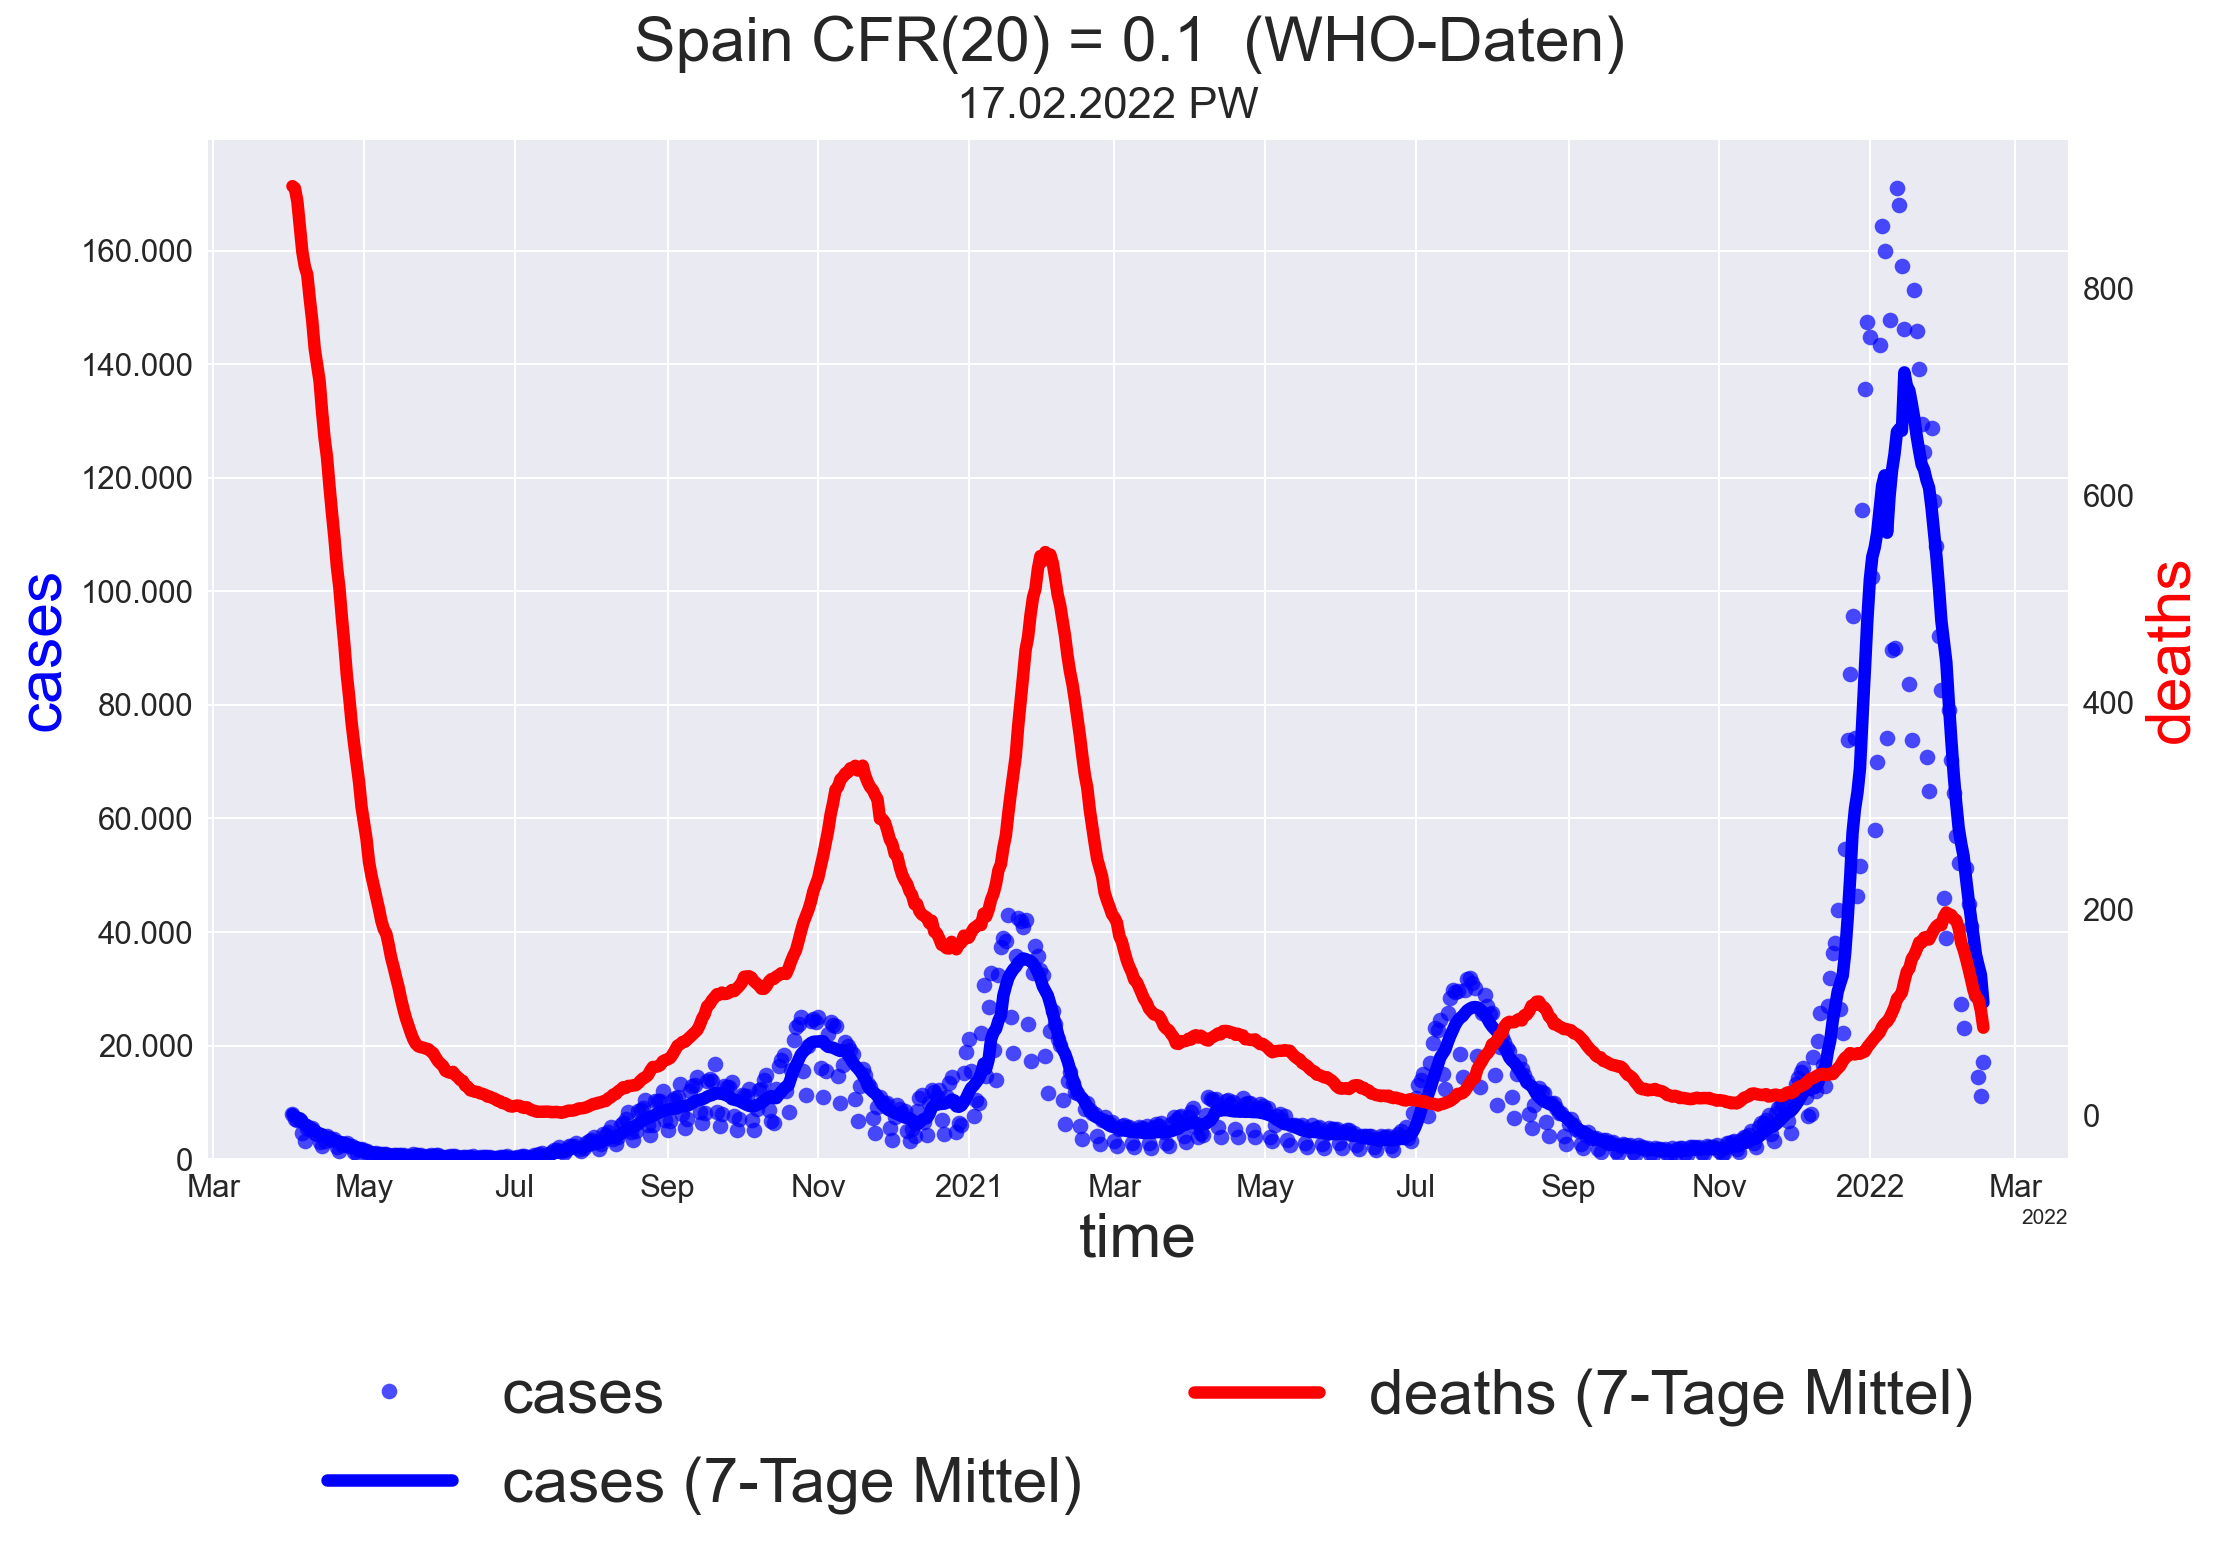 Spain CFR(20) = 0.1 (WHO-Daten)
17.02.2022 PW
cases
160.000
140.000
120.000
100.000
80.000
60.000
40.000
20.000
0
800
600
400
200
0
deaths
Mar May Jul Sep Nov 2021 Mar May Jul Sep Nov 2022 Mar
2022
time
cases
deaths (7-Tage Mittel)
cases (7-Tage Mittel)